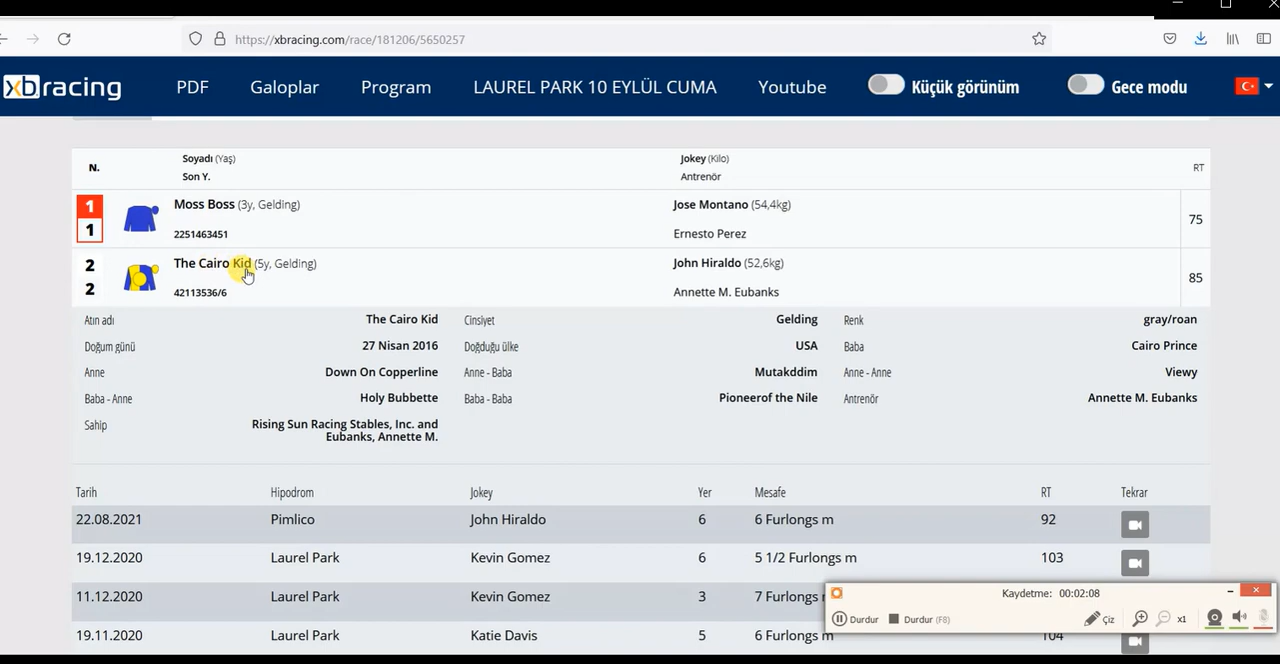 https://xbracing.com/race/181206/5650257
xbracing PDF Galoplar Program LAUREL PARK 10 EYLÜL CUMA Youtube Küçük görünüm Gece modu
N. Soyadı (Yaş) Jokey (Kilo) RT
Son Y. Antrenör
1 Moss Boss (3y, Gelding) Jose Montano (54,4kg) 75
1 2251463451 Ernesto Perez
2 The Cairo Kid (5y, Gelding) John Hiraldo (52,6kg) 85
2 42113536/6 Annette M. Eubanks
Atın adı The Cairo Kid Cinsiyet Gelding Renk gray/roan
Doğum günü 27 Nisan 2016 Doğduğu ülke USA Baba Cairo Prince
Anne Down On Copperline Anne - Baba Mutakddim Anne - Anne Viewy
Baba - Anne Holy Bubbette Baba - Baba Pioneerof the Nile Antrenör Annette M. Eubanks
Sahip Rising Sun Racing Stables, Inc. and
Eubanks, Annette M.
Tarih Hipodrom Jokey Yer Mesafe RT Tekrar
22.08.2021 Pimlico John Hiraldo 6 6 Furlongs m 92
19.12.2020 Laurel Park Kevin Gomez 6 5 1/2 Furlongs m 103
11.12.2020 Laurel Park Kevin Gomez 3 7 Furlongs
19.11.2020 Laurel Park Katie Davis 5 6 Furlongs m 104
Kaydetme: 00:02:08
Durdur Durdur (F8) Çiz x1